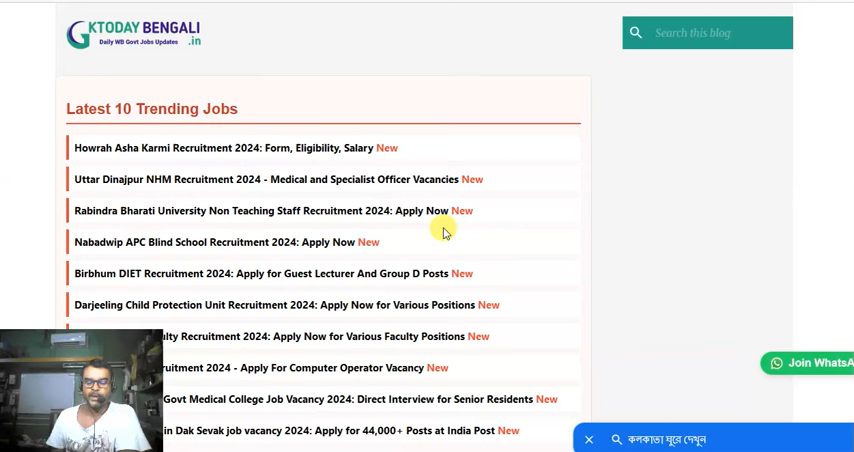 KTODAY BENGALI
Daily WB Govt Jobs Updates .in
Search this blog
Latest 10 Trending Jobs
Howrah Asha Karmi Recruitment 2024: Form, Eligibility, Salary New
Uttar Dinajpur NHM Recruitment 2024 - Medical and Specialist Officer Vacancies New
Rabindra Bharati University Non Teaching Staff Recruitment 2024: Apply Now New
Nabadwip APC Blind School Recruitment 2024: Apply Now New
Birbhum DIET Recruitment 2024: Apply for Guest Lecturer And Group D Posts New
Darjeeling Child Protection Unit Recruitment 2024: Apply Now for Various Positions New
Recruitment 2024: Apply Now for Various Faculty Positions New
2024 - Apply For Computer Operator Vacancy New
Join
Govt Medical College Job Vacancy 2024: Direct Interview for Senior Residents New
in Dak Sevak job vacancy 2024: Apply for 44,000+ Posts at India Post New
কলকাতা ঘুরে দেখুন